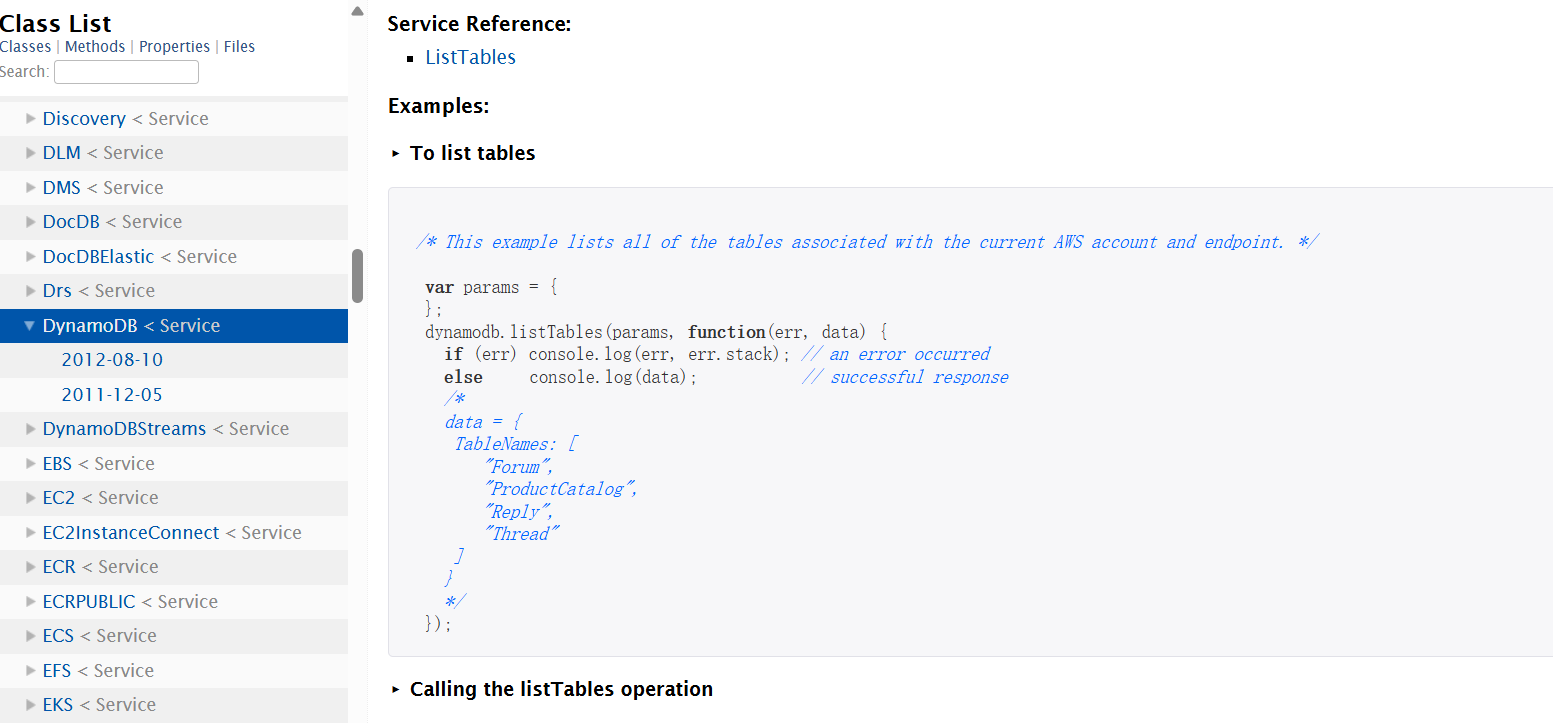 Class List
Classes | Methods | Properties | Files
Search:
Discovery < Service
DLM < Service
DMS < Service
DocDB < Service
DocDBElastic < Service
Drs < Service
DynamoDB < Service
2012-08-10
2011-12-05
DynamoDBStreams < Service
EBS < Service
EC2 < Service
EC2InstanceConnect < Service
ECR < Service
ECRPUBLIC < Service
ECS < Service
EFS < Service
EKS < Service
Service Reference:
ListTables
Examples:
To list tables
/* This example lists all of the tables associated with the current AWS account and endpoint. */
var params = {
};
dynamodb.listTables(params, function(err, data) {
if (err) console.log(err, err.stack); // an error occurred
else     console.log(data);           // successful response
/*
data = {
TableNames: [
"Forum",
"ProductCatalog",
"Reply",
"Thread"
]
}
*/
});
Calling the listTables operation